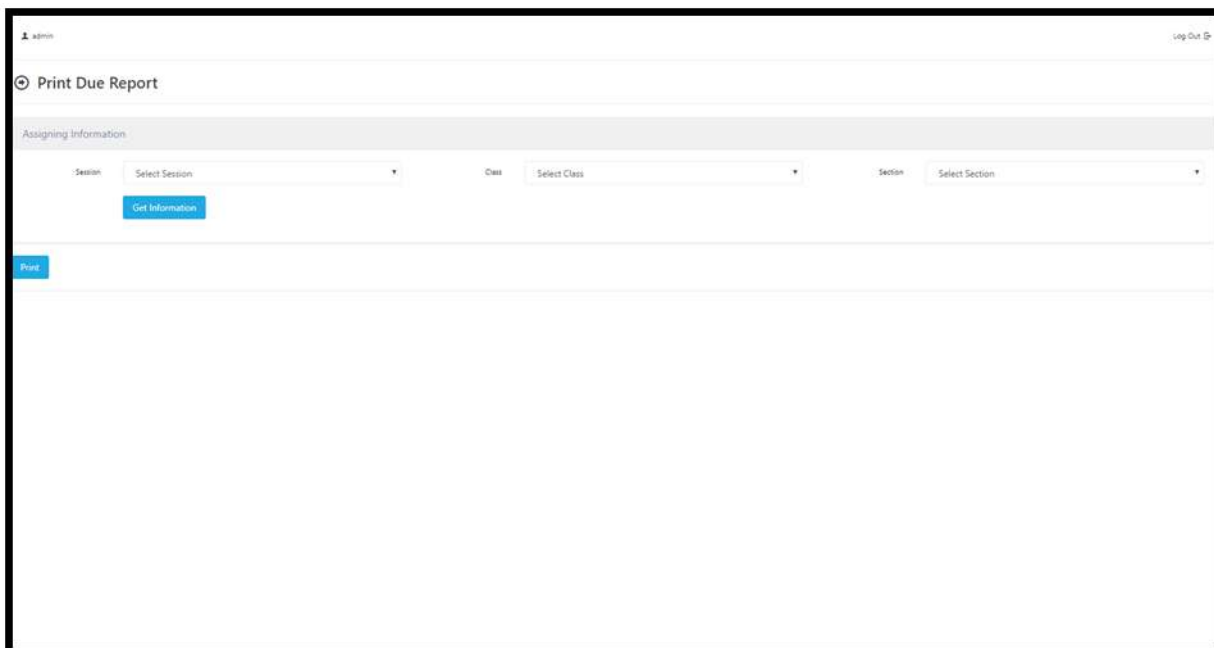 admin
Log Out
Print Due Report
Assigning Information
Session Select Session Class Select Class Section Select Section
Get Information
Print